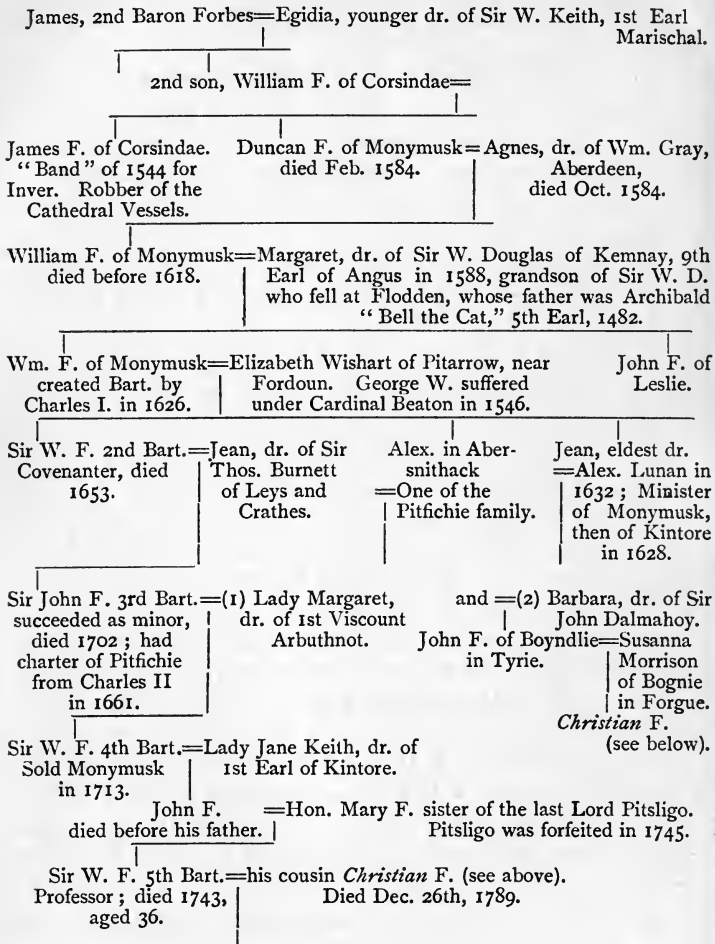 James, 2nd Baron Forbes=Egidia, younger dr. of Sir W. Keith, 1st Earl
Marischal.
2nd son, William F. of Corsindae=
James F. of Corsindae.
"Band" of 1544 for
Inver. Robber of the
Cathedral Vessels.
Duncan F. of Monymusk=
died Feb. 1584.
Agnes, dr. of Wm. Gray,
Aberdeen,
died Oct. 1584.
William F. of Monymusk=
died before 1618.
Margaret, dr. of Sir W. Douglas of Kemnay, 9th
Earl of Angus in 1588, grandson of Sir W. D.
who fell at Flodden, whose father was Archibald
"Bell the Cat," 5th Earl, 1482.
Wm. F. of Monymusk=
created Bart. by
Charles I. in 1626.
Elizabeth Wishart of Pitarrow, near
Fordoun. George W. suffered
under Cardinal Beaton in 1546.
John F. of
Leslie.
Sir W. F. 2nd Bart.=
Covenanter, died
1653.
Jean, dr. of Sir
Thos. Burnett
of Leys and
Crathes.
Alex. in Aber-
snithack
=One of the
Pitfichie family.
Jean, eldest dr.
=Alex. Lunan in
1632; Minister
of Monymusk,
then of Kintore
in 1628.
Sir John F. 3rd Bart.=
succeeded as minor,
died 1702; had
charter of Pitfichie
from Charles II
in 1661.
(1) Lady Margaret,
dr. of 1st Viscount
Arbuthnot.
and =(2) Barbara, dr. of Sir
John Dalmahoy.
John F. of Boyndlie=
in Tyrie.
Susanna
Morrison
of Bognie
in Forgue.
Christian F.
(see below).
Sir W. F. 4th Bart.=
Sold Monymusk
in 1713.
Lady Jane Keith, dr. of
1st Earl of Kintore.
John F.
died before his father.
=Hon. Mary F. sister of the last Lord Pitsligo.
Pitsligo was forfeited in 1745.
Sir W. F. 5th Bart.=
Professor; died 1743,
aged 36.
his cousin Christian F. (see above).
Died Dec. 26th, 1789.